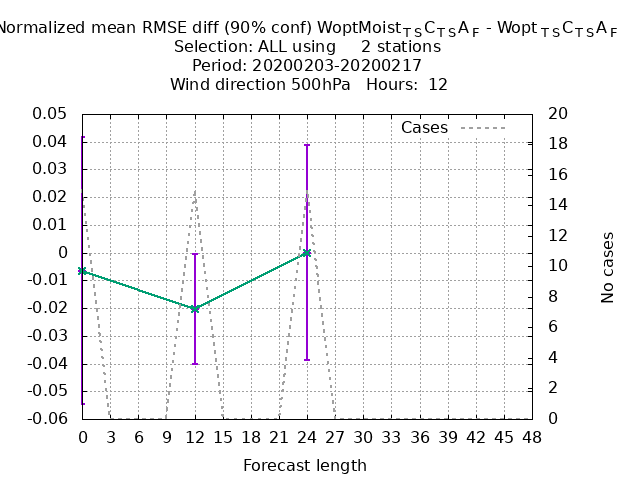 Normalized mean RMSE diff (90% conf) WoptMoist_TSC_TSA_F - Wopt_TSC_TSA_F
Selection: ALL using 2 stations
Period: 20200203-20200217
Wind direction 500hPa Hours: 12
Cases
0.05
0.04
0.03
0.02
0.01
0
-0.01
-0.02
-0.03
-0.04
-0.05
-0.06
20
18
16
14
12
10
8
6
4
2
0
No cases
0 3 6 9 12 15 18 21 24 27 30 33 36 39 42 45 48
Forecast length